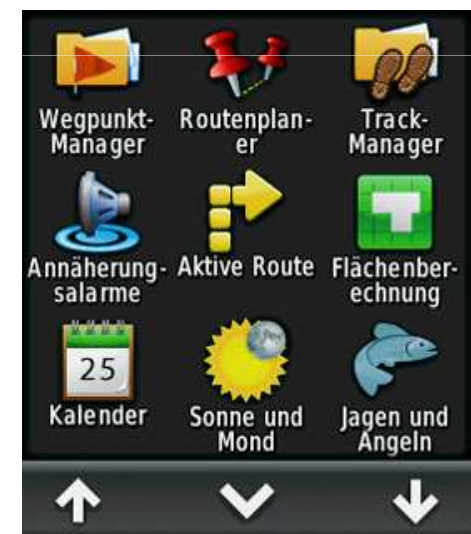 Wegpunkt-
Manager
Routenplan-
er
Track-
Manager
Annäherung-
salarme
Aktive Route
Flächenber-
echnung
25
Kalender
Sonne und
Mond
Jagen und
Angeln